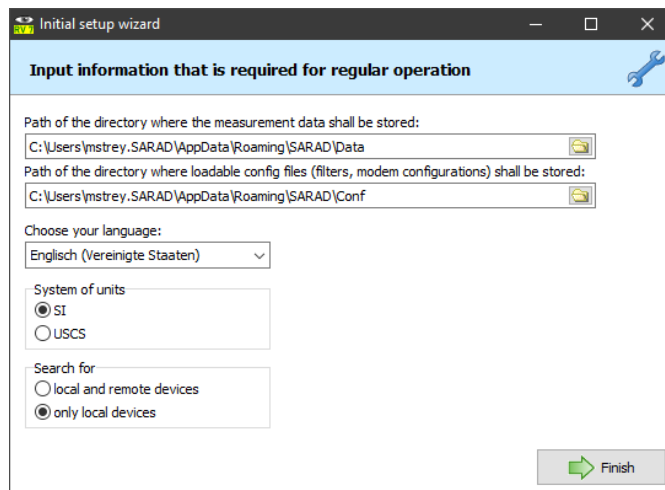 RV 7
Initial setup wizard
Input information that is required for regular operation
Path of the directory where the measurement data shall be stored:
C:\Users\mstrey.SARAD\AppData\Roaming\SARAD\Data
Path of the directory where loadable config files (filters, modem configurations) shall be stored:
C:\Users\mstrey.SARAD\AppData\Roaming\SARAD\Conf
Choose your language:
Englisch (Vereinigte Staaten)
System of units
SI
USCS
Search for
local and remote devices
only local devices
Finish